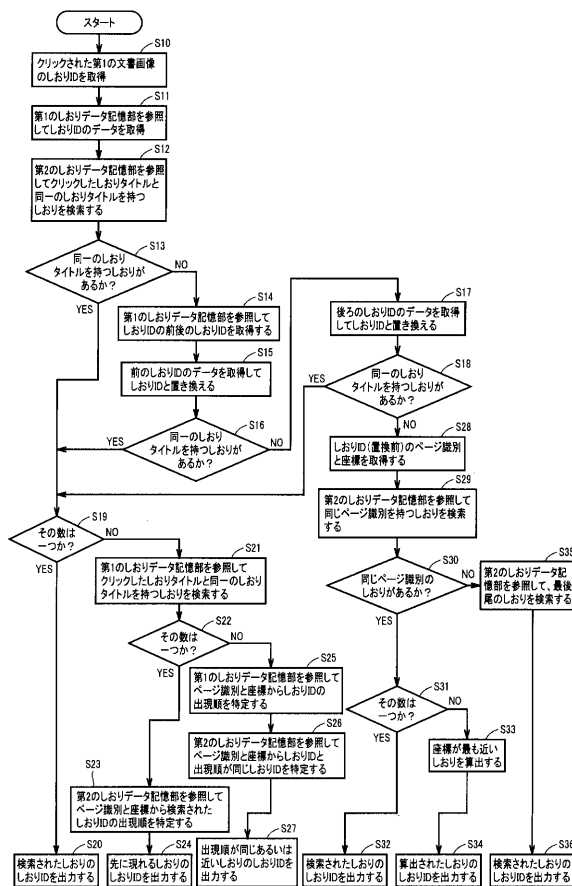 スタート
S10
クリックされた第1の文書画像
のしおりIDを取得
S11
第1のしおりデータ記憶部を参照
してしおりIDのデータを取得
S12
第2のしおりデータ記憶部を参照
してクリックしたしおりタイトルと
同一のしおりタイトルを持つ
しおりを検索する
S13
同一のしおり
タイトルを持つしおりが
あるか?
NO
YES
S14
第1のしおりデータ記憶部を参照して
しおりIDの前後のしおりIDを取得する
S15
前のしおりIDのデータを取得して
しおりIDと置き換える
S16
同一のしおり
タイトルを持つしおりが
あるか?
YES
NO
S17
後ろのしおりIDのデータを取得
してしおりIDと置き換える
S18
同一のしおり
タイトルを持つしおりが
あるか?
YES
NO
S28
しおりID(置換前)のページ識別
と座標を取得する
S29
第2のしおりデータ記憶部を参照して
同じページ識別を持つしおりを検索
する
S30
同じページ識別の
しおりがあるか?
NO
YES
S35
第2のしおりデータ記
憶部を参照して、最後
尾のしおりを検索する
S19
その数は
一つか?
NO
YES
S21
第1のしおりデータ記憶部を参照して
クリックしたしおりタイトルと同一のしおり
タイトルを持つしおりを検索する
S22
その数は
一つか?
NO
YES
S25
第1のしおりデータ記憶部を参照して
ページ識別と座標からしおりIDの
出現順を特定する
S26
第2のしおりデータ記憶部を参照して
ページ識別と座標からしおりIDと
出現順が同じしおりIDを特定する
S31
その数は
一つか?
NO
YES
S33
座標が最も近い
しおりを算出する
S23
第2のしおりデータ記憶部を参照して
ページ識別と座標から検索された
しおりIDの出現順を特定する
S20
検索されたしおりの
しおりIDを出力する
S24
先に現れるしおりの
しおりIDを出力する
S27
出現順が同じあるいは
近いしおりのしおりIDを
出力する
S32
検索されたしおりの
しおりIDを出力する
S34
算出されたしおりの
しおりIDを出力する
S36
検索されたしおりの
しおりIDを出力する